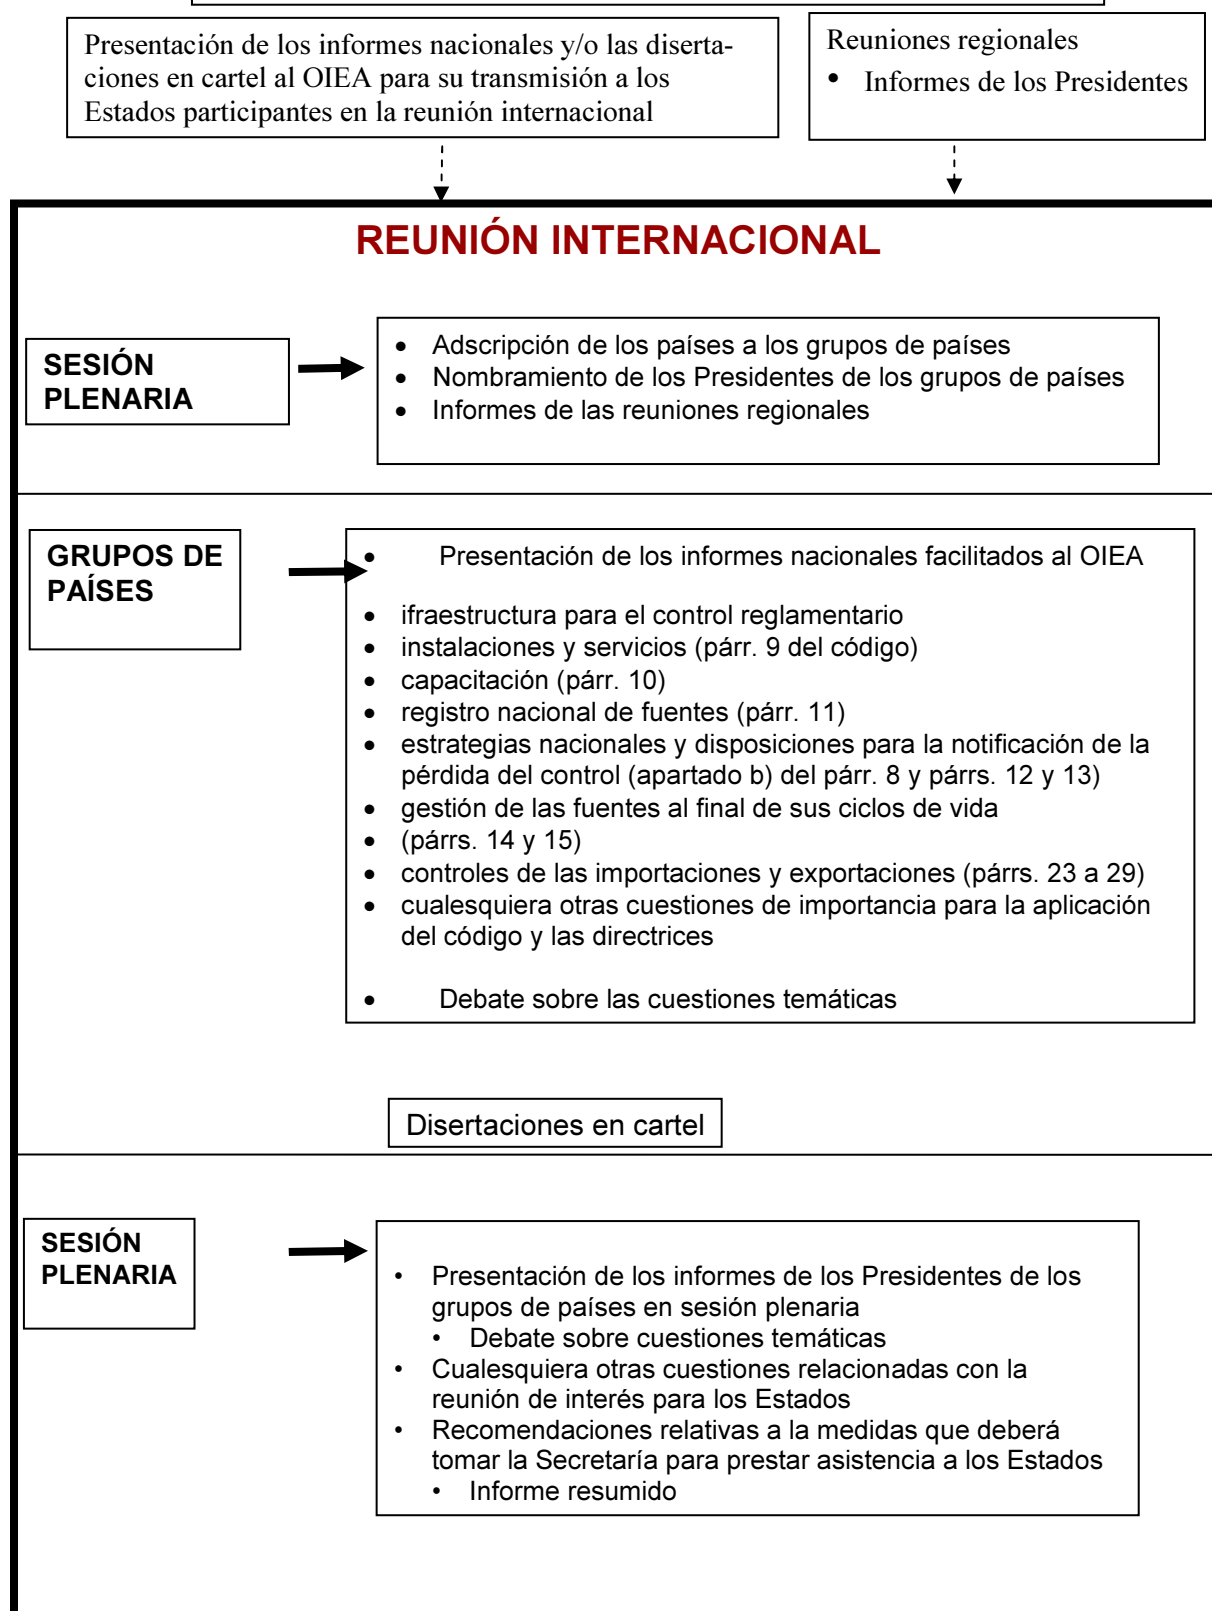 Presentación de los informes nacionales y/o las diserta-
ciones en cartel al OIEA para su transmisión a los
Estados participantes en la reunión internacional
Reuniones regionales
• Informes de los Presidentes
REUNIÓN INTERNACIONAL
SESIÓN
PLENARIA
• Adscripción de los países a los grupos de países
• Nombramiento de los Presidentes de los grupos de países
• Informes de las reuniones regionales
GRUPOS DE
PAÍSES
• Presentación de los informes nacionales facilitados al OIEA
• ifraestructura para el control reglamentario
• instalaciones y servicios (párr. 9 del código)
• capacitación (párr. 10)
• registro nacional de fuentes (párr. 11)
• estrategias nacionales y disposiciones para la notificación de la
pérdida del control (apartado b) del párr. 8 y párrs. 12 y 13)
• gestión de las fuentes al final de sus ciclos de vida
• (párrs. 14 y 15)
• controles de las importaciones y exportaciones (párrs. 23 a 29)
• cualesquiera otras cuestiones de importancia para la aplicación
del código y las directrices
• Debate sobre las cuestiones temáticas
Disertaciones en cartel
SESIÓN
PLENARIA
• Presentación de los informes de los Presidentes de los
grupos de países en sesión plenaria
• Debate sobre cuestiones temáticas
• Cualesquiera otras cuestiones relacionadas con la
reunión de interés para los Estados
• Recomendaciones relativas a la medidas que deberá
tomar la Secretaría para prestar asistencia a los Estados
• Informe resumido